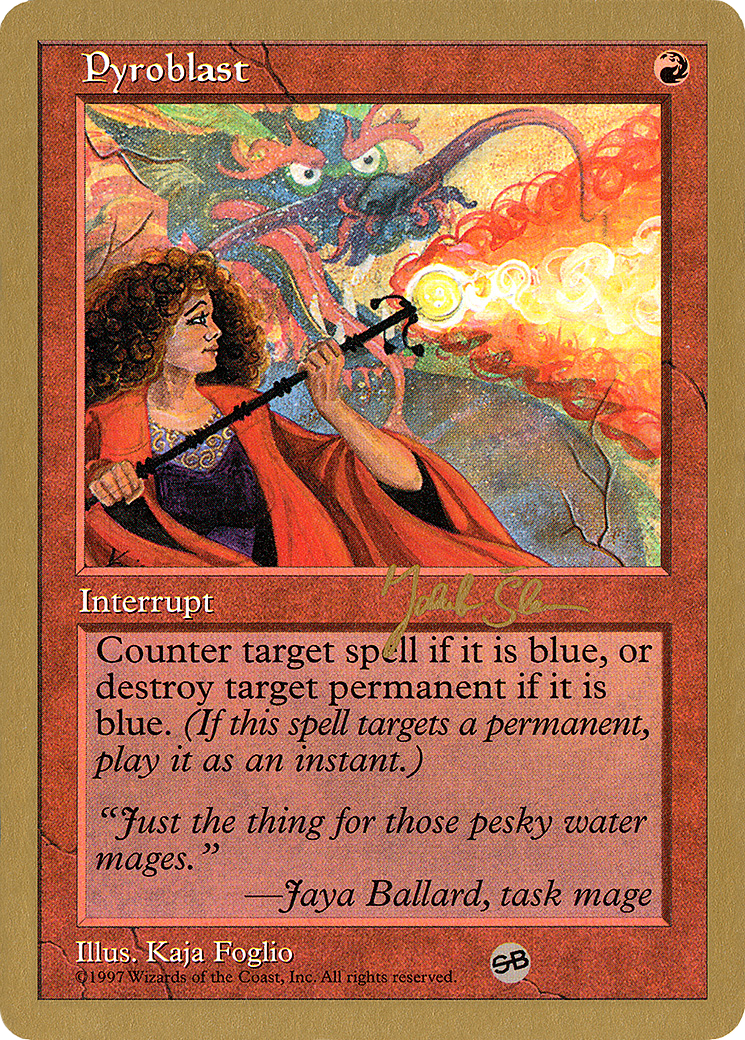 Pyroblast
Interrupt
Counter target spell if it is blue, or
destroy target permanent if it is
blue. (If this spell targets a permanent,
play it as an instant.)
“Just the thing for those pesky water
mages.”
—Jaya Ballard, task mage
Illus. Kaja Foglio
©1997 Wizards of the Coast, Inc. All rights reserved.
SB